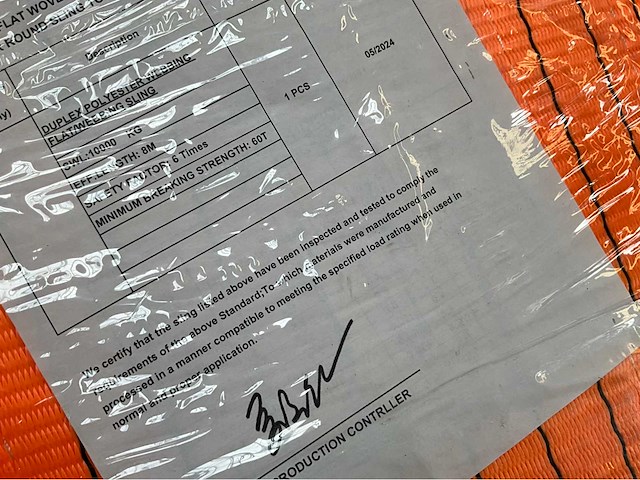 FLAT WOVE
ROUND SLING TO
Description
DUPLEX POLYESTER WEBBING
FLAT WEBBING SLING
SWL:10000 KG
EFF.LENGTH: 8M
SAFETY FACTOR: 6 Times
MINIMUM BREAKING STRENGTH: 60T
1 PCS
05/2024
We certify that the sling listed above have been inspected and tested to comply the
requirements of the above Standard;To which materials were manufactured and
processed in a manner compatible to meeting the specified load rating when used in
normal and proper application.
RODUCTION CONTRLLER